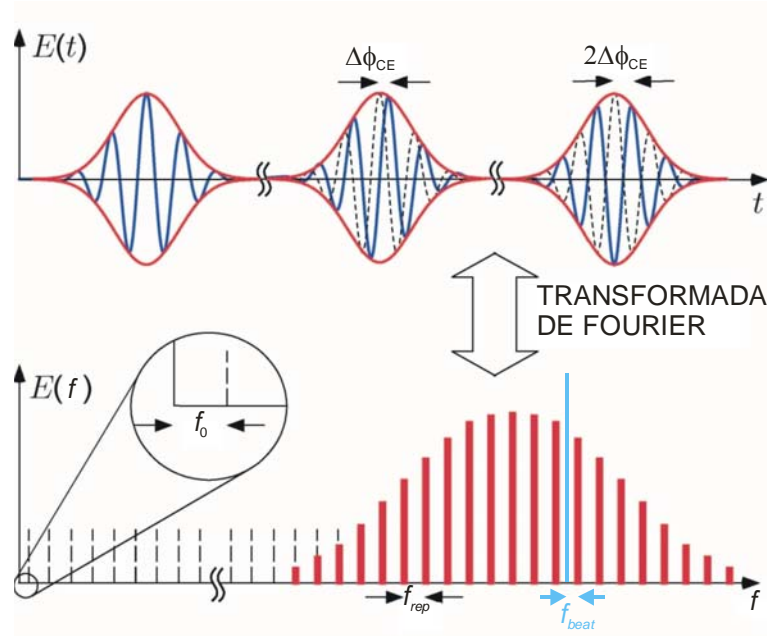 E(t)
ΔϕCE
2ΔϕCE
t
TRANSFORMADA
DE FOURIER
E(f)
f0
frep
fbeat
f